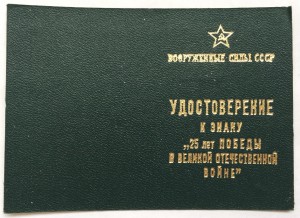 ВООРУЖЕННЫЕ СИЛЫ СССР
УДОСТОВЕРЕНИЕ
К ЗНАКУ
„25 лет ПОБЕДЫ
В ВЕЛИКОЙ ОТЕЧЕСТВЕННОЙ
ВОЙНЕ"